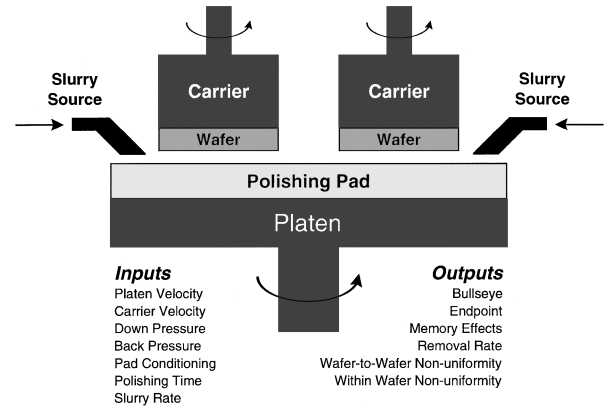 Slurry
Source
Carrier
Carrier
Slurry
Source
Wafer
Wafer
Polishing Pad
Platen
Inputs
Platen Velocity
Carrier Velocity
Down Pressure
Back Pressure
Pad Conditioning
Polishing Time
Slurry Rate
Outputs
Bullseye
Endpoint
Memory Effects
Removal Rate
Wafer-to-Wafer Non-uniformity
Within Wafer Non-uniformity